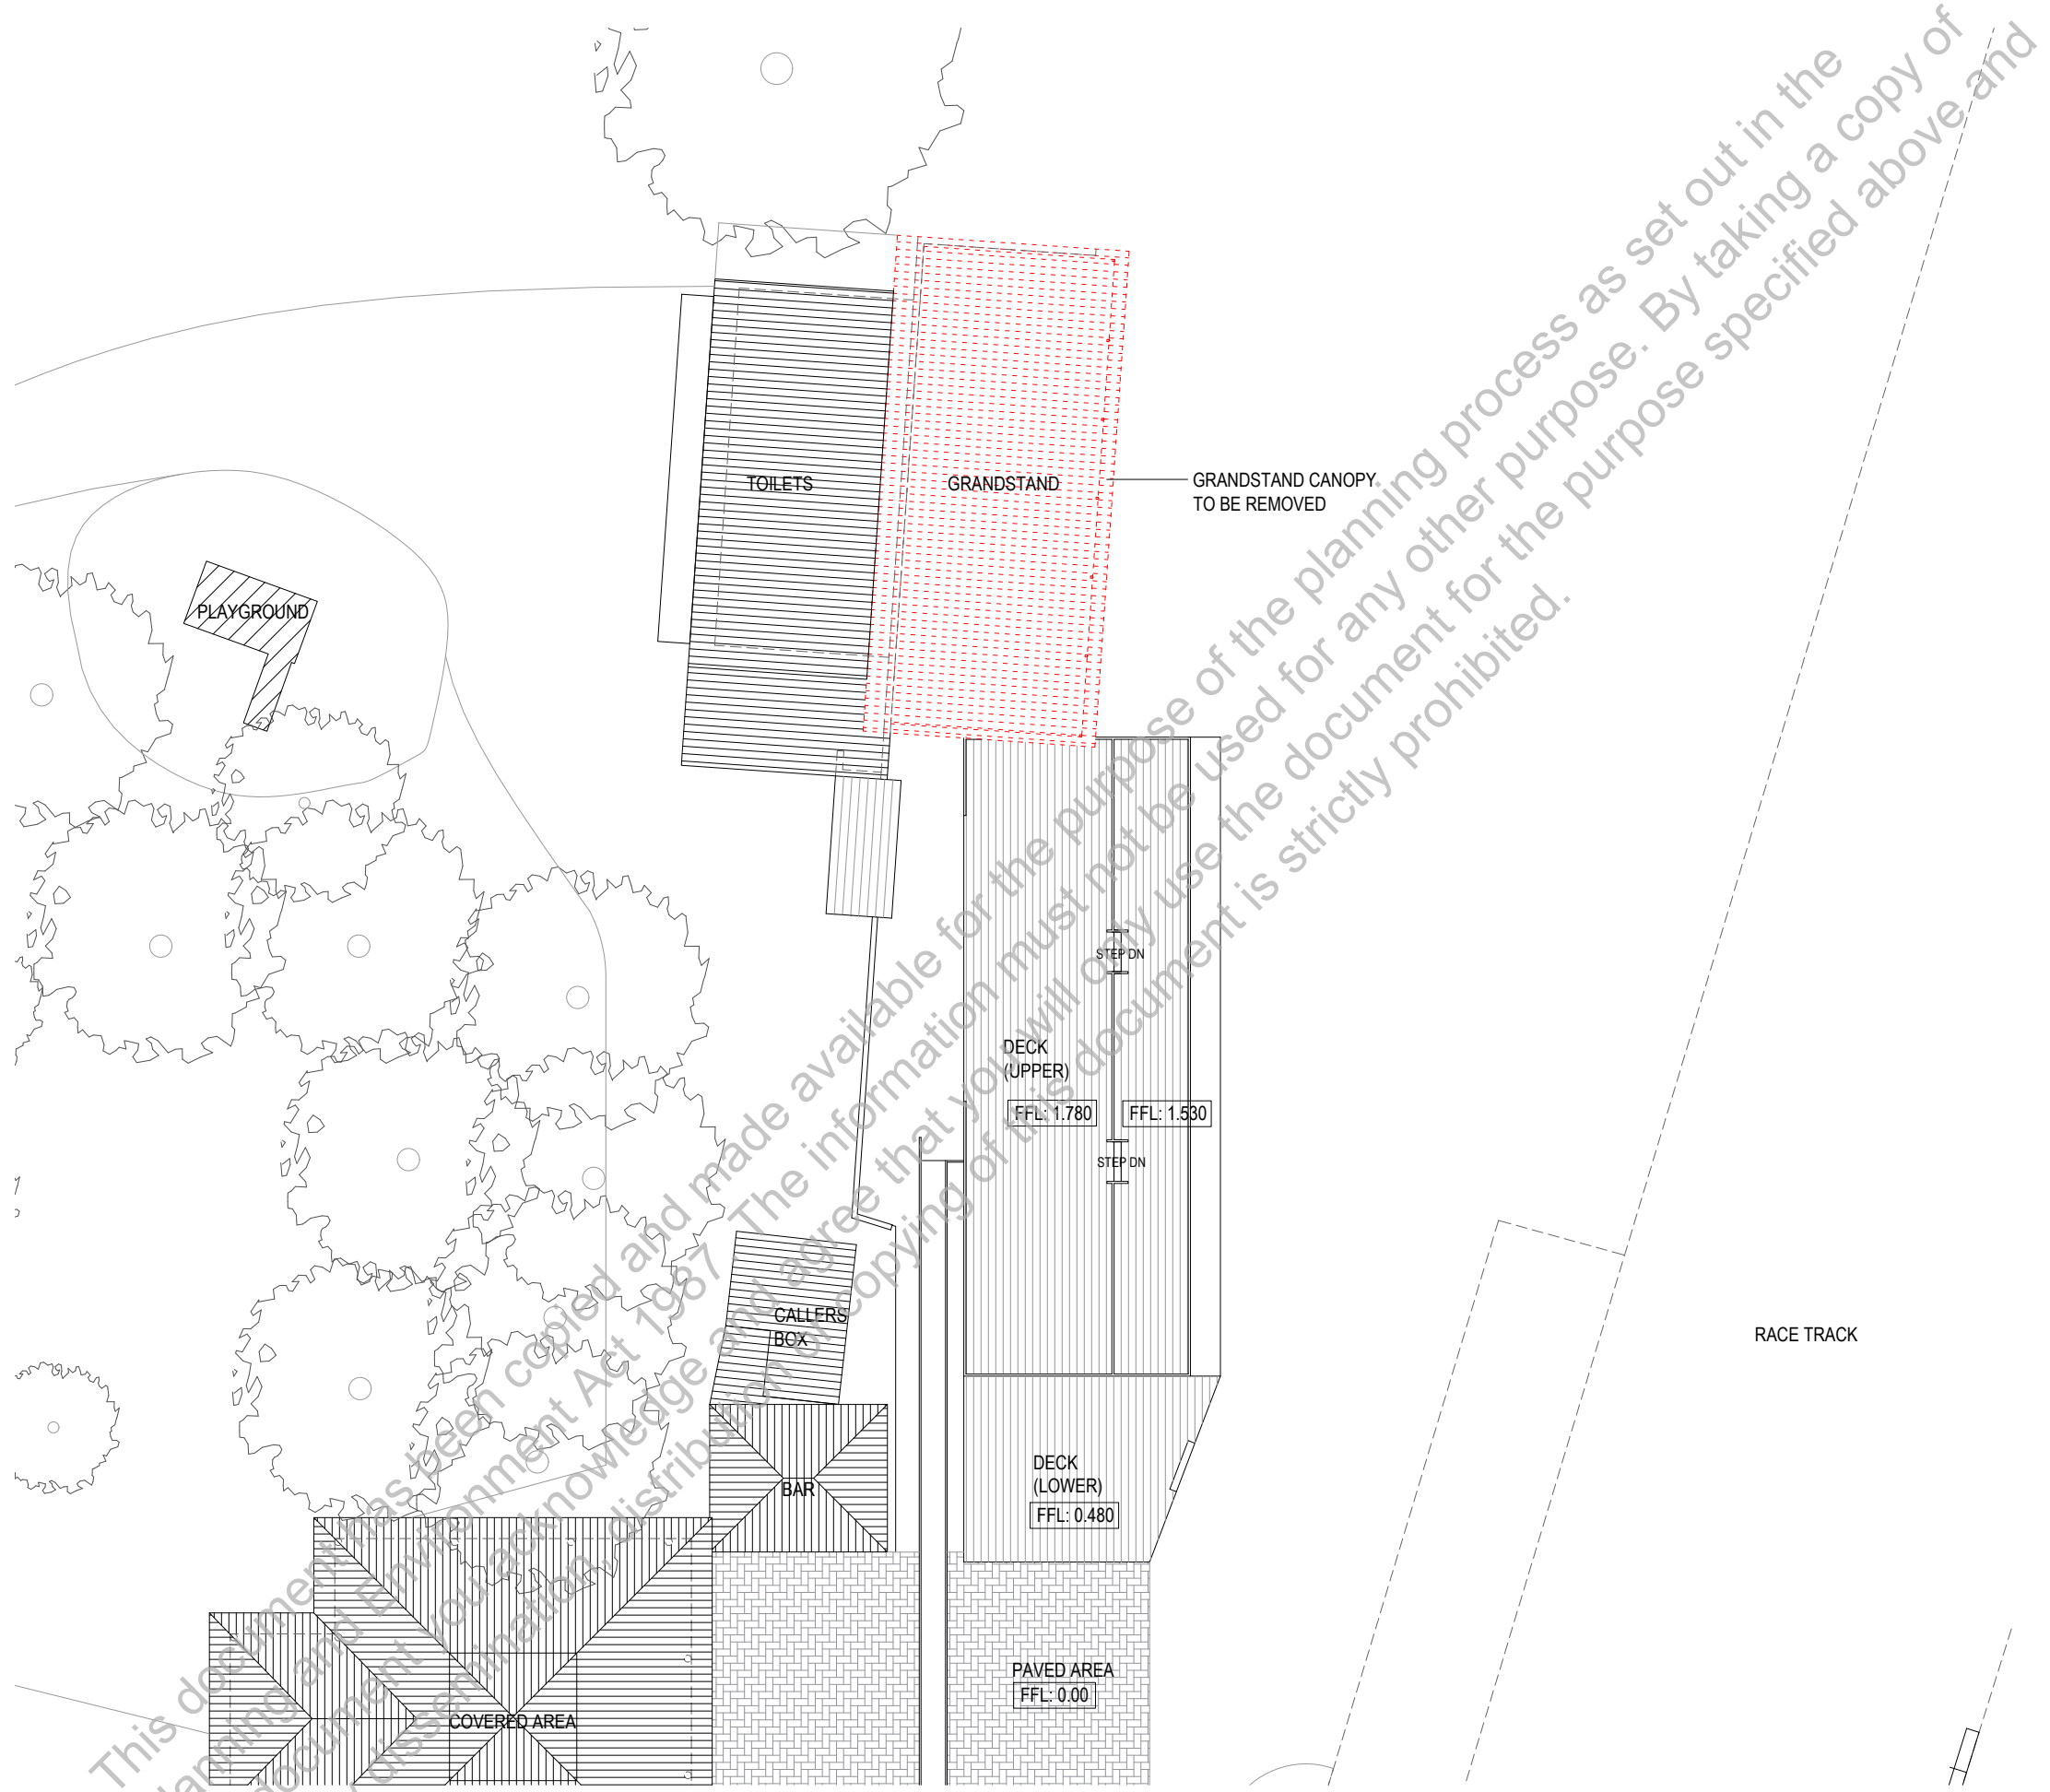 TOILETS
GRANDSTAND
GRANDSTAND CANOPY
TO BE REMOVED
PLAYGROUND
STEP DN
DECK
(UPPER)
FFL: 1.780
FFL: 1.530
STEP DN
CALLERS
BOX
RACE TRACK
DECK
(LOWER)
FFL: 0.480
BAR
PAVED AREA
FFL: 0.00
COVERED AREA
This document has been copied and made available for the purpose of the planning process as set out in the
Planning and Environment Act 1987. The information must not be used for any other purpose. By taking a copy of
document you acknowledge and agree that you will only use the document for the purpose specified above and
dissemination, distribution or copying of this document is strictly prohibited.